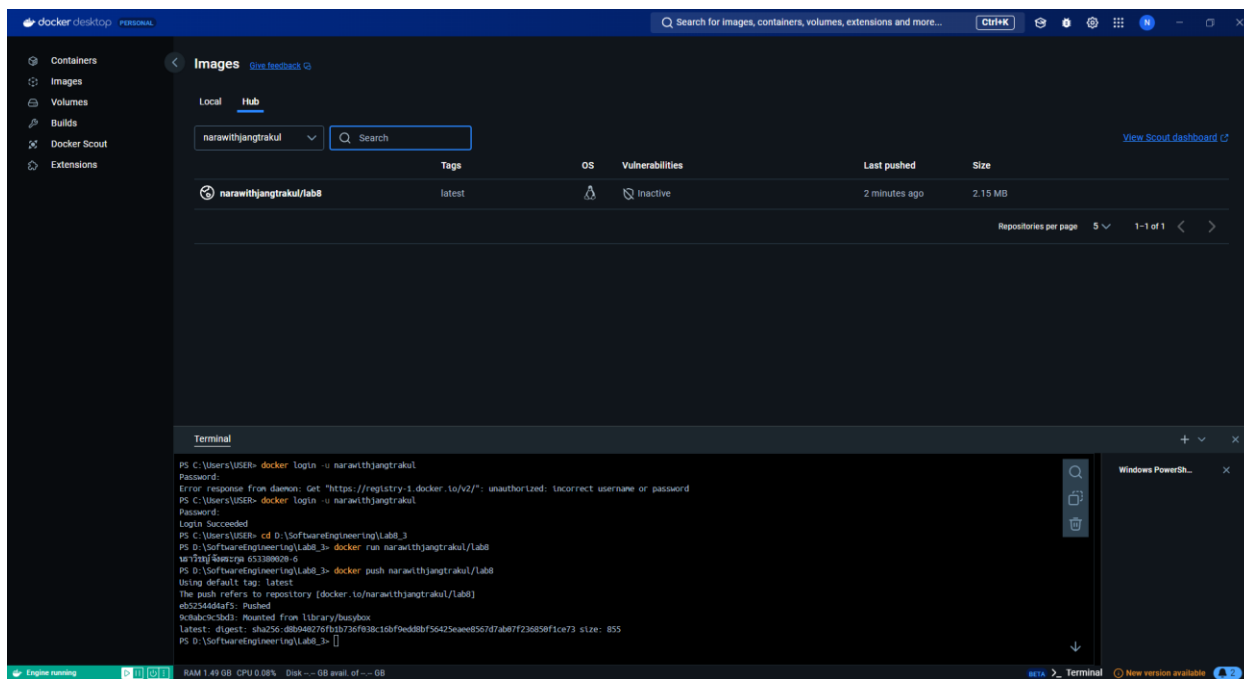 docker desktop PERSONAL
Search for images, containers, volumes, extensions and more...
Ctrl+K
N
Containers
Images
Volumes
Builds
Docker Scout
Extensions
Images Give feedback
Local Hub
narawithjangtrakul
Search
View Scout dashboard
Tags OS Vulnerabilities Last pushed Size
narawithjangtrakul/lab8 latest Inactive 2 minutes ago 2.15 MB
Repositories per page 5 1–1 of 1
Terminal
PS C:\Users\USER> docker login -u narawithjangtrakul
Password:
Error response from daemon: Get "https://registry-1.docker.io/v2/": unauthorized: incorrect username or password
PS C:\Users\USER> docker login -u narawithjangtrakul
Password:
Login Succeeded
PS C:\Users\USER> cd D:\SoftwareEngineering\Lab8_3
PS D:\SoftwareEngineering\Lab8_3> docker run narawithjangtrakul/lab8
653380020-6
PS D:\SoftwareEngineering\Lab8_3> docker push narawithjangtrakul/lab8
Using default tag: latest
The push refers to repository [docker.io/narawithjangtrakul/lab8]
eb52544d4af5: Pushed
9c0abc9c5bd3: Mounted from library/busybox
latest: digest: sha256:d8b940276fb1b736f038c16bf9edd8bf56425eaee8567d7ab07f236850f1ce73 size: 855
PS D:\SoftwareEngineering\Lab8_3>
Windows PowerSh...
Engine running
RAM 1.49 GB CPU 0.08% Disk --.-- GB avail. of --.-- GB
BETA >_ Terminal
New version available
2